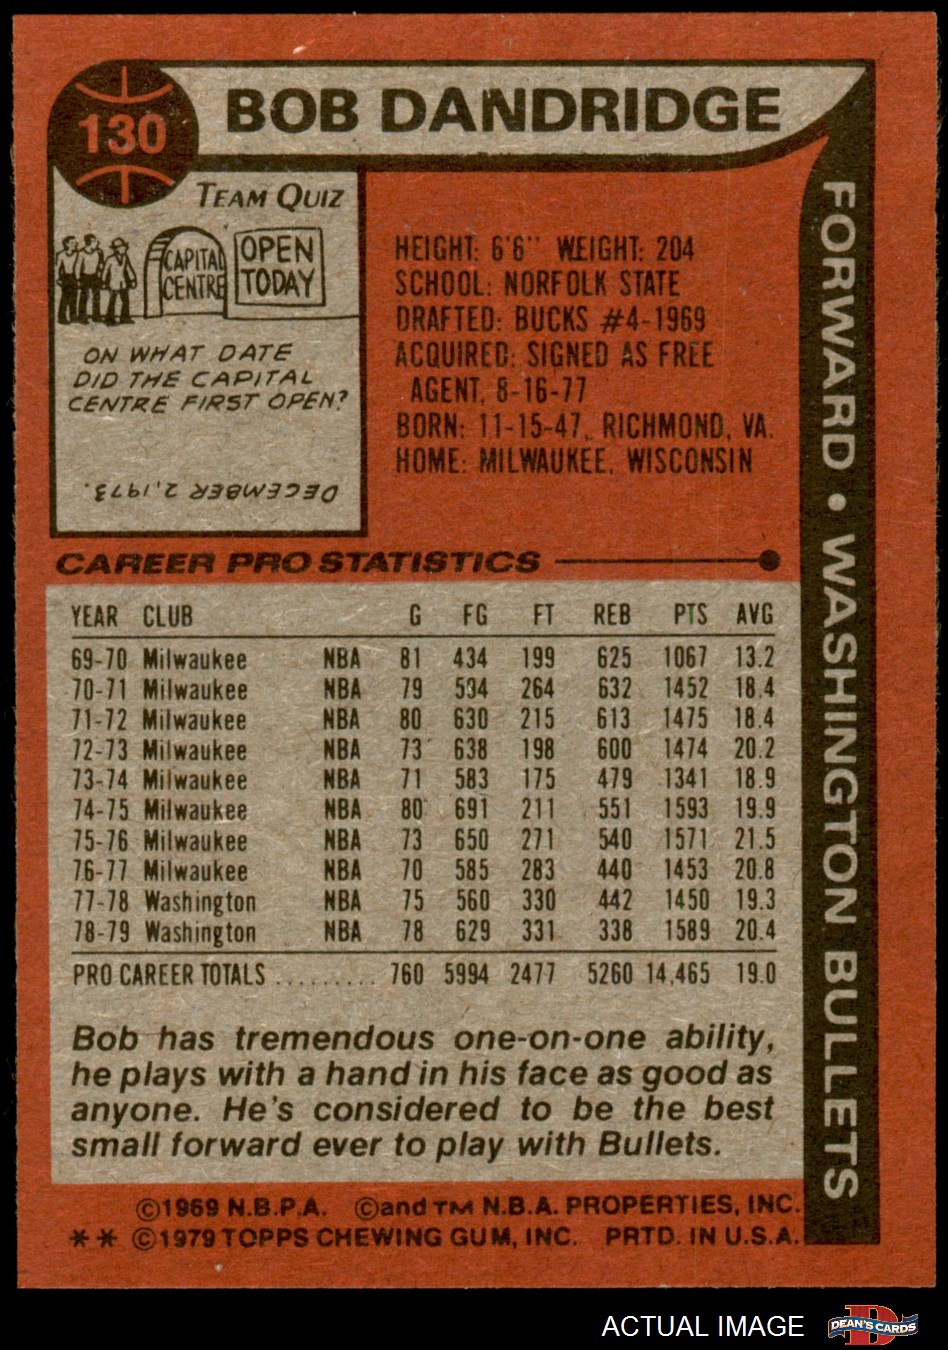 130
BOB DANDRIDGE
TEAM QUIZ
CAPITAL
CENTRE
OPEN
TODAY
ON WHAT DATE
DID THE CAPITAL
CENTRE FIRST OPEN?
DECEMBER 2, 1973.
HEIGHT: 6'6" WEIGHT: 204
SCHOOL: NORFOLK STATE
DRAFTED: BUCKS #4-1969
ACQUIRED: SIGNED AS FREE
AGENT, 8-16-77
BORN: 11-15-47, RICHMOND, VA.
HOME: MILWAUKEE, WISCONSIN
FORWARD • WASHINGTON BULLETS
CAREER PRO STATISTICS
YEAR CLUB G FG FT REB PTS AVG
69-70 Milwaukee NBA 81 434 199 625 1067 13.2
70-71 Milwaukee NBA 79 594 264 632 1452 18.4
71-72 Milwaukee NBA 80 630 215 613 1475 18.4
72-73 Milwaukee NBA 73 638 198 600 1474 20.2
73-74 Milwaukee NBA 71 583 175 479 1341 18.9
74-75 Milwaukee NBA 80 691 211 551 1593 19.9
75-76 Milwaukee NBA 73 650 271 540 1571 21.5
76-77 Milwaukee NBA 70 585 283 440 1453 20.8
77-78 Washington NBA 75 560 330 442 1450 19.3
78-79 Washington NBA 78 629 331 338 1589 20.4
PRO CAREER TOTALS ......... 760 5994 2477 5260 14,465 19.0
Bob has tremendous one-on-one ability,
he plays with a hand in his face as good as
anyone. He's considered to be the best
small forward ever to play with Bullets.
©1969 N.B.P.A. ©and TM N.B.A. PROPERTIES, INC.
** ©1979 TOPPS CHEWING GUM, INC. PRTD. IN U.S.A.
ACTUAL IMAGE
D
DEAN'S CARDS